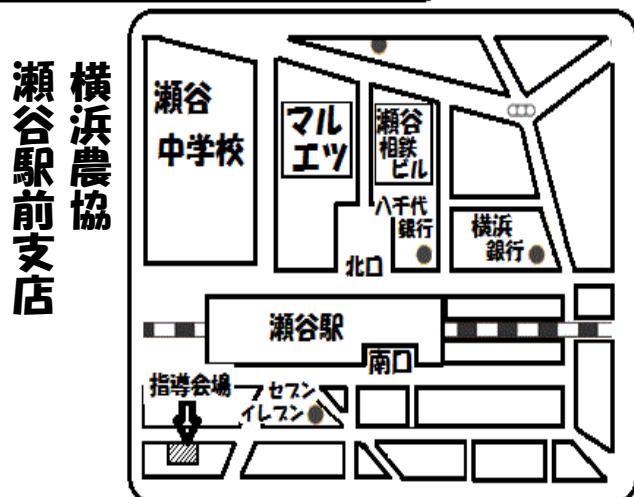 横浜農協
瀬谷駅前支店
瀬谷
中学校
マル
エツ
瀬谷
相鉄
ビル
八千代
銀行
横浜
銀行
北口
瀬谷駅
南口
指導会場
セブン
イレブン